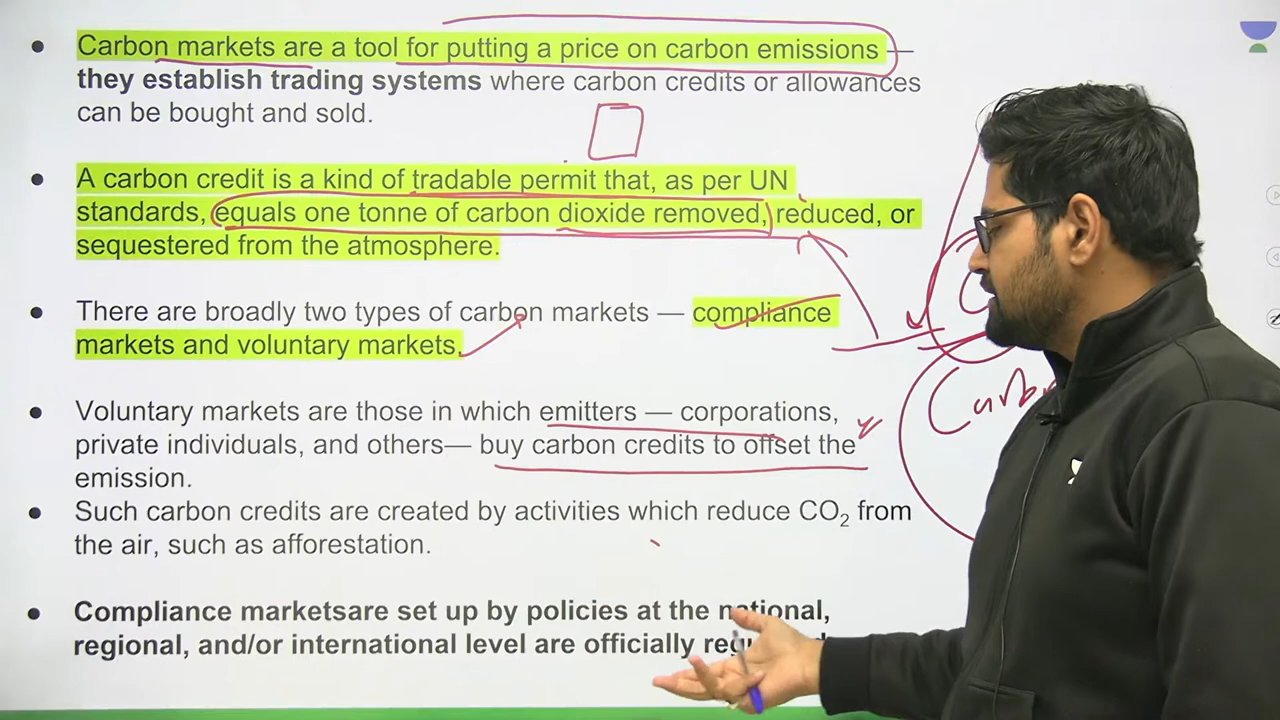 Carbon markets are a tool for putting a price on carbon emissions —
they establish trading systems where carbon credits or allowances
can be bought and sold.
A carbon credit is a kind of tradable permit that, as per UN
standards, equals one tonne of carbon dioxide removed, reduced, or
sequestered from the atmosphere.
There are broadly two types of carbon markets — compliance
markets and voluntary markets.
Voluntary markets are those in which emitters — corporations,
private individuals, and others— buy carbon credits to offset the
emission.
Such carbon credits are created by activities which reduce CO₂ from
the air, such as afforestation.
Compliance marketsare set up by policies at the national,
regional, and/or international level are officially